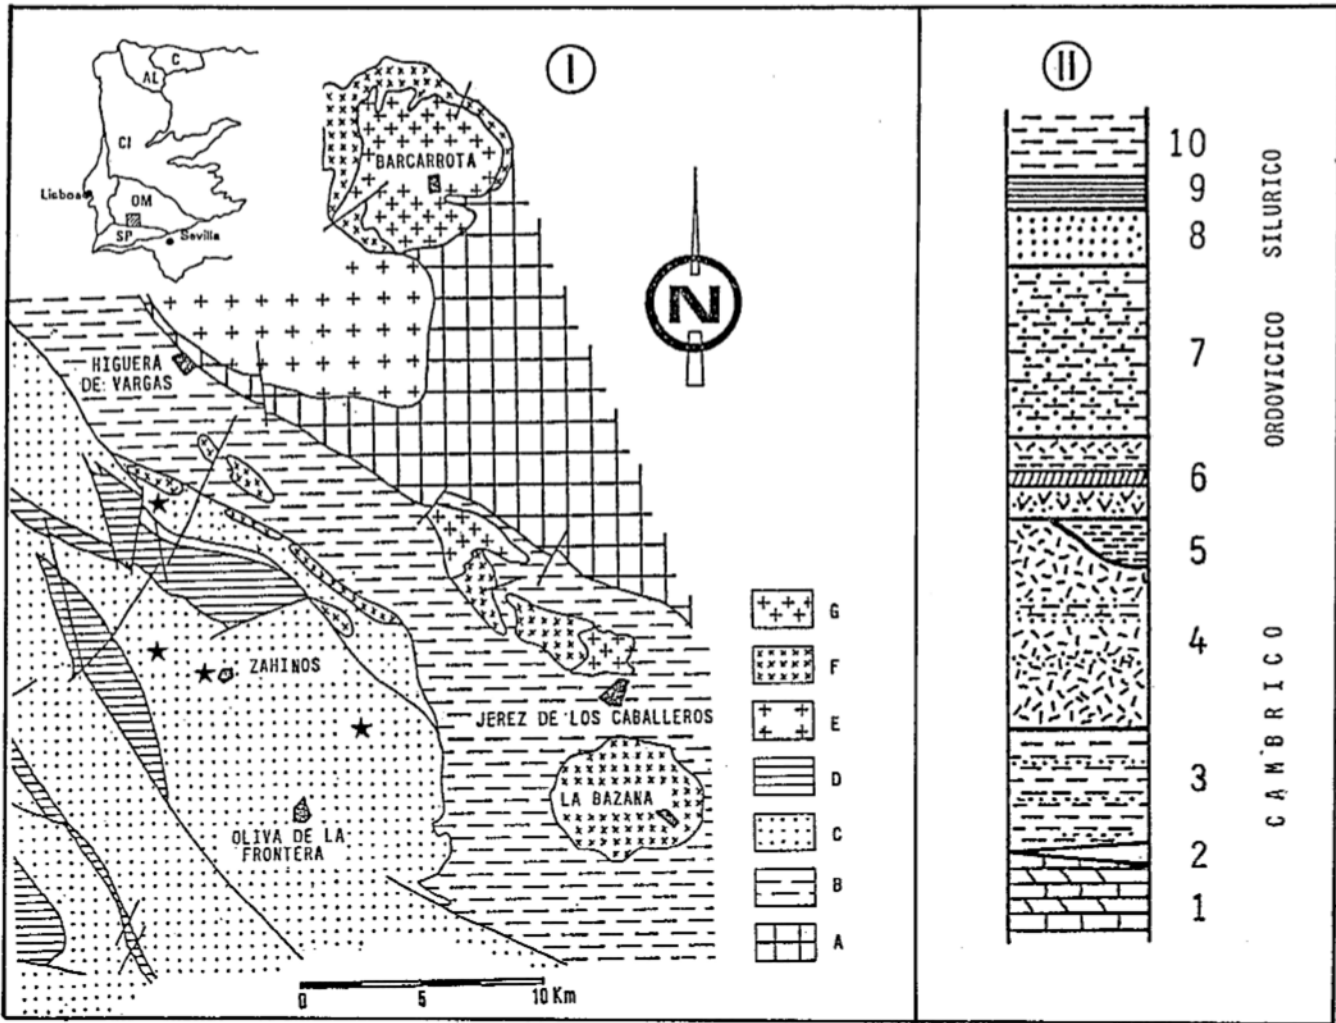 I
II
C
AL
CI
Lisboa
OM
SP
Sevilla
BARCARROTA
N
HIGUERA
DE VARGAS
ZAHINOS
JEREZ DE LOS CABALLEROS
LA BAZANA
OLIVA DE LA
FRONTERA
G
F
E
D
C
B
A
0 5 10 Km
10
9
8
7
6
5
4
3
2
1
SILURICO
ORDOVICICO
CAMBRICO